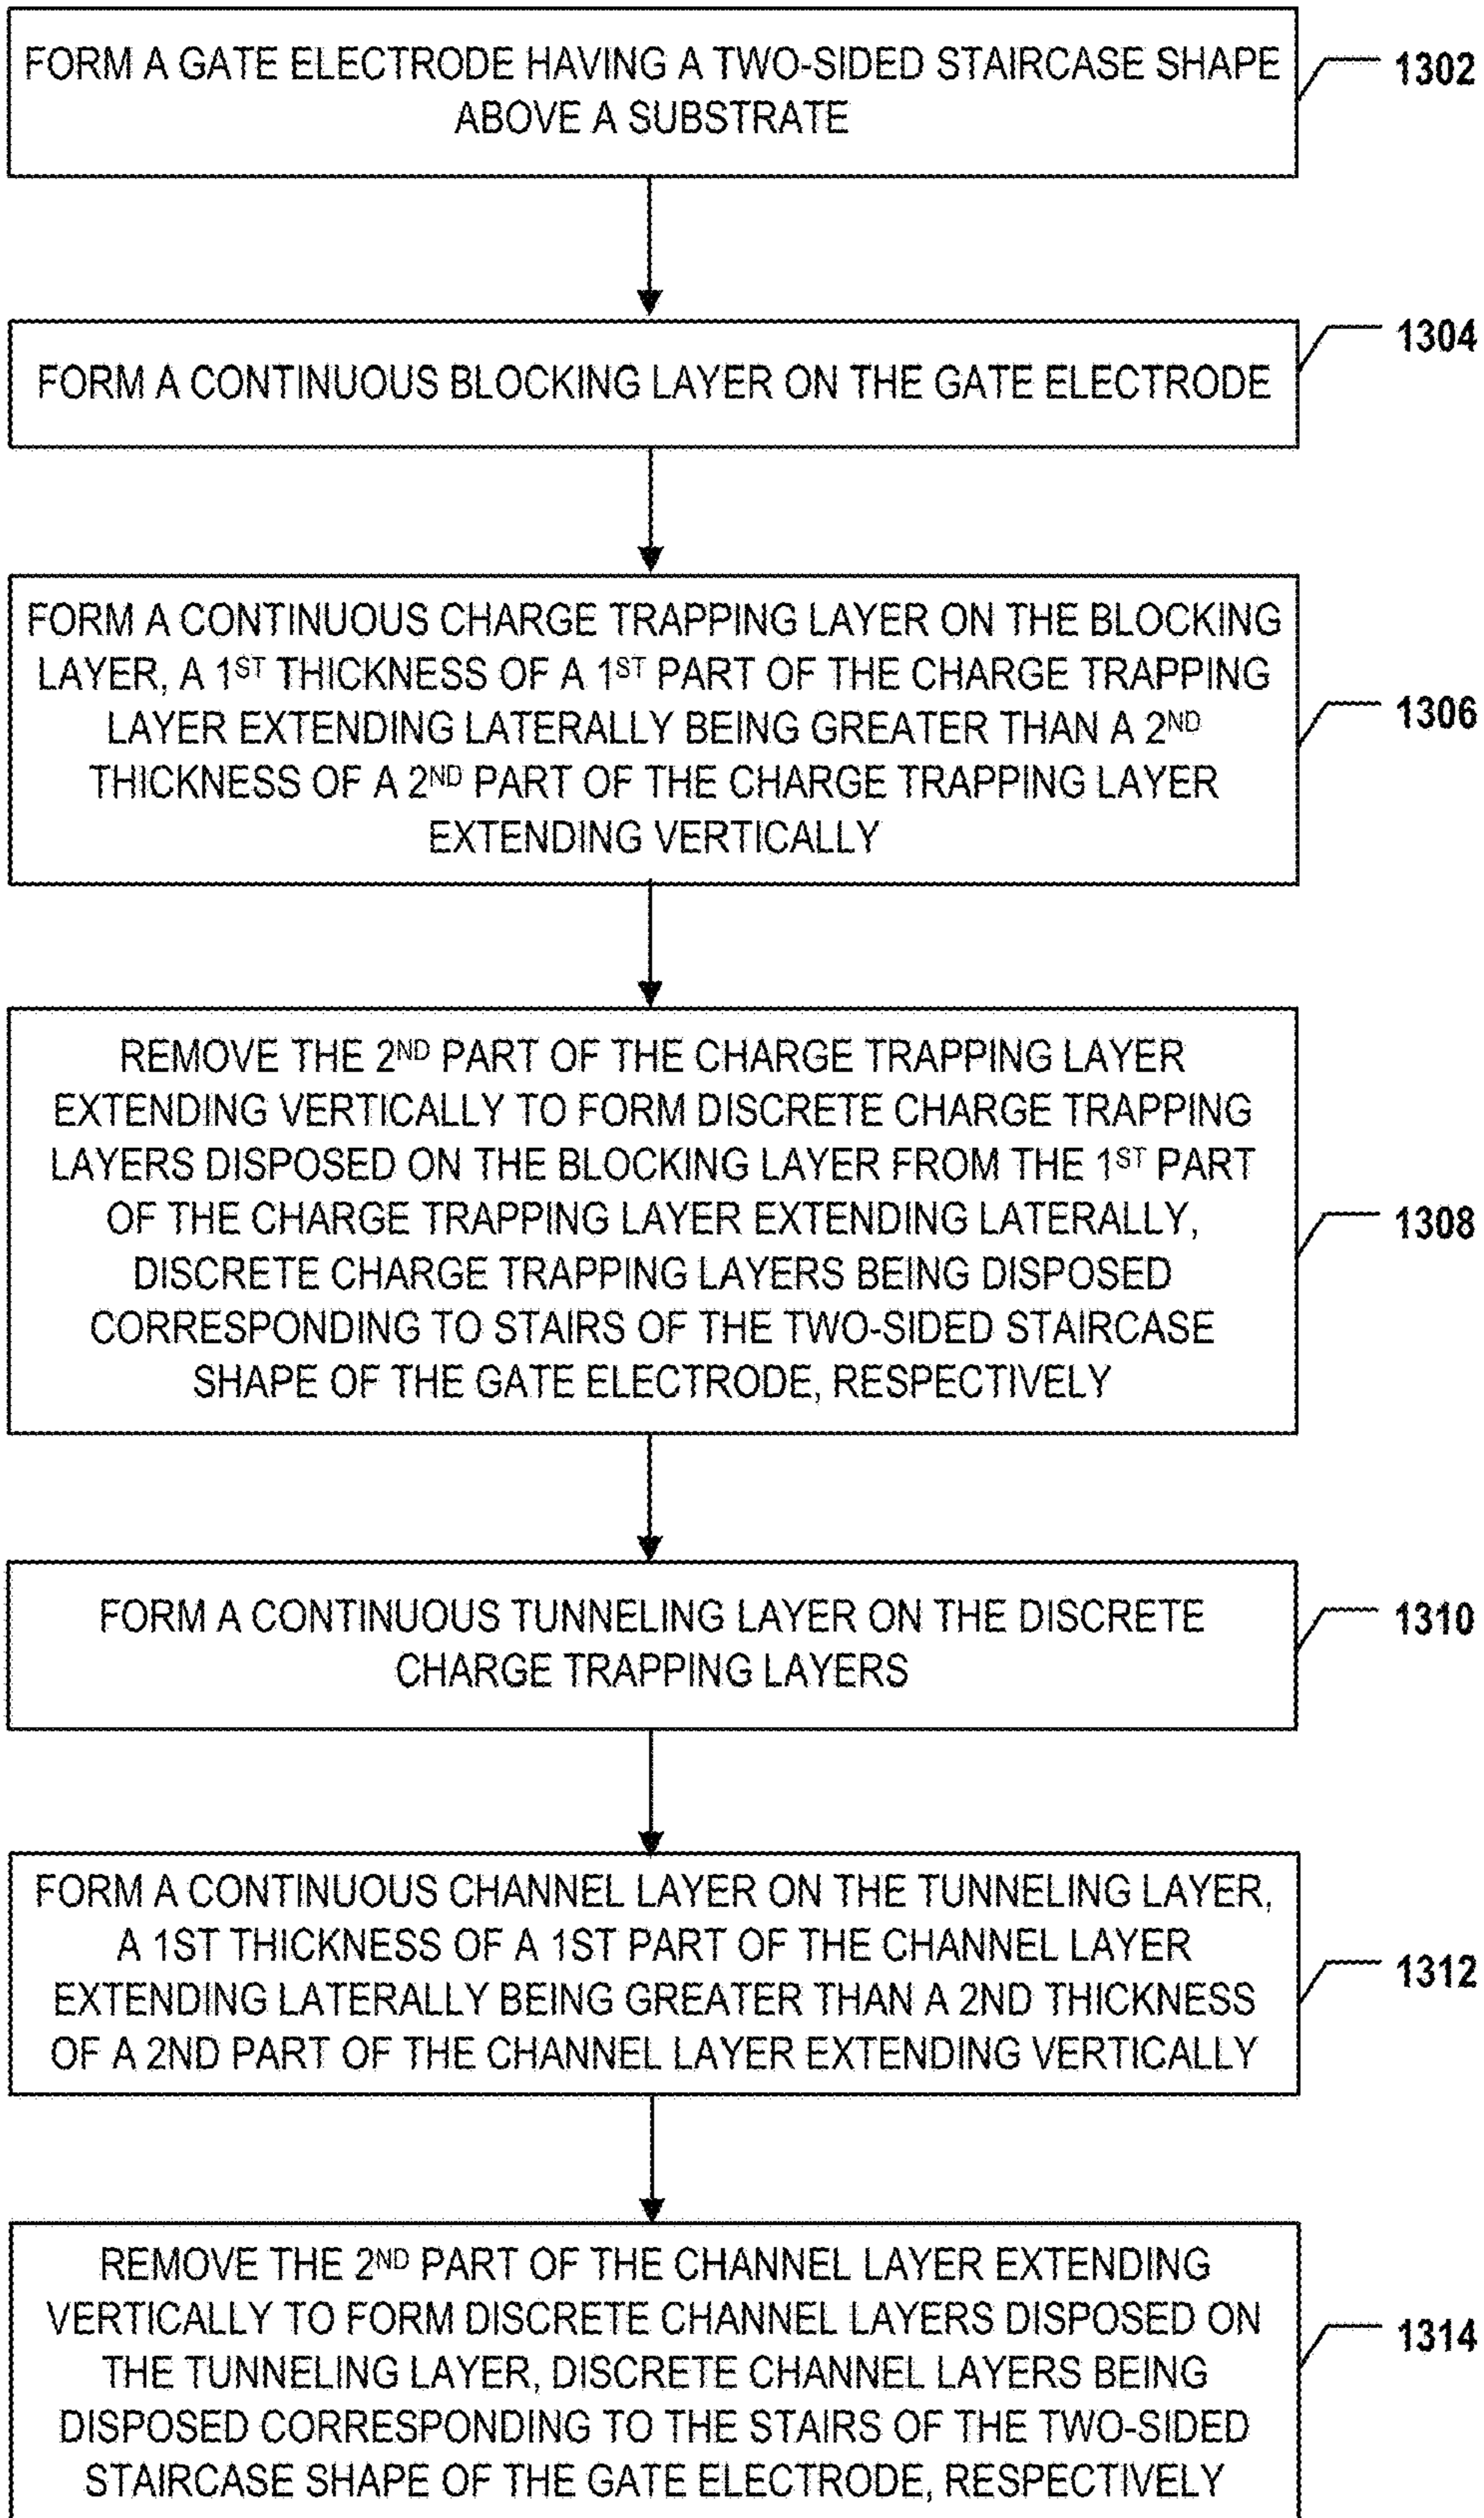 FORM A GATE ELECTRODE HAVING A TWO-SIDED STAIRCASE SHAPE
ABOVE A SUBSTRATE
1302
FORM A CONTINUOUS BLOCKING LAYER ON THE GATE ELECTRODE
1304
FORM A CONTINUOUS CHARGE TRAPPING LAYER ON THE BLOCKING
LAYER, A 1ST THICKNESS OF A 1ST PART OF THE CHARGE TRAPPING
LAYER EXTENDING LATERALLY BEING GREATER THAN A 2ND
THICKNESS OF A 2ND PART OF THE CHARGE TRAPPING LAYER
EXTENDING VERTICALLY
1306
REMOVE THE 2ND PART OF THE CHARGE TRAPPING LAYER
EXTENDING VERTICALLY TO FORM DISCRETE CHARGE TRAPPING
LAYERS DISPOSED ON THE BLOCKING LAYER FROM THE 1ST PART
OF THE CHARGE TRAPPING LAYER EXTENDING LATERALLY,
DISCRETE CHARGE TRAPPING LAYERS BEING DISPOSED
CORRESPONDING TO STAIRS OF THE TWO-SIDED STAIRCASE
SHAPE OF THE GATE ELECTRODE, RESPECTIVELY
1308
FORM A CONTINUOUS TUNNELING LAYER ON THE DISCRETE
CHARGE TRAPPING LAYERS
1310
FORM A CONTINUOUS CHANNEL LAYER ON THE TUNNELING LAYER,
A 1ST THICKNESS OF A 1ST PART OF THE CHANNEL LAYER
EXTENDING LATERALLY BEING GREATER THAN A 2ND THICKNESS
OF A 2ND PART OF THE CHANNEL LAYER EXTENDING VERTICALLY
1312
REMOVE THE 2ND PART OF THE CHANNEL LAYER EXTENDING
VERTICALLY TO FORM DISCRETE CHANNEL LAYERS DISPOSED ON
THE TUNNELING LAYER, DISCRETE CHANNEL LAYERS BEING
DISPOSED CORRESPONDING TO THE STAIRS OF THE TWO-SIDED
STAIRCASE SHAPE OF THE GATE ELECTRODE, RESPECTIVELY
1314